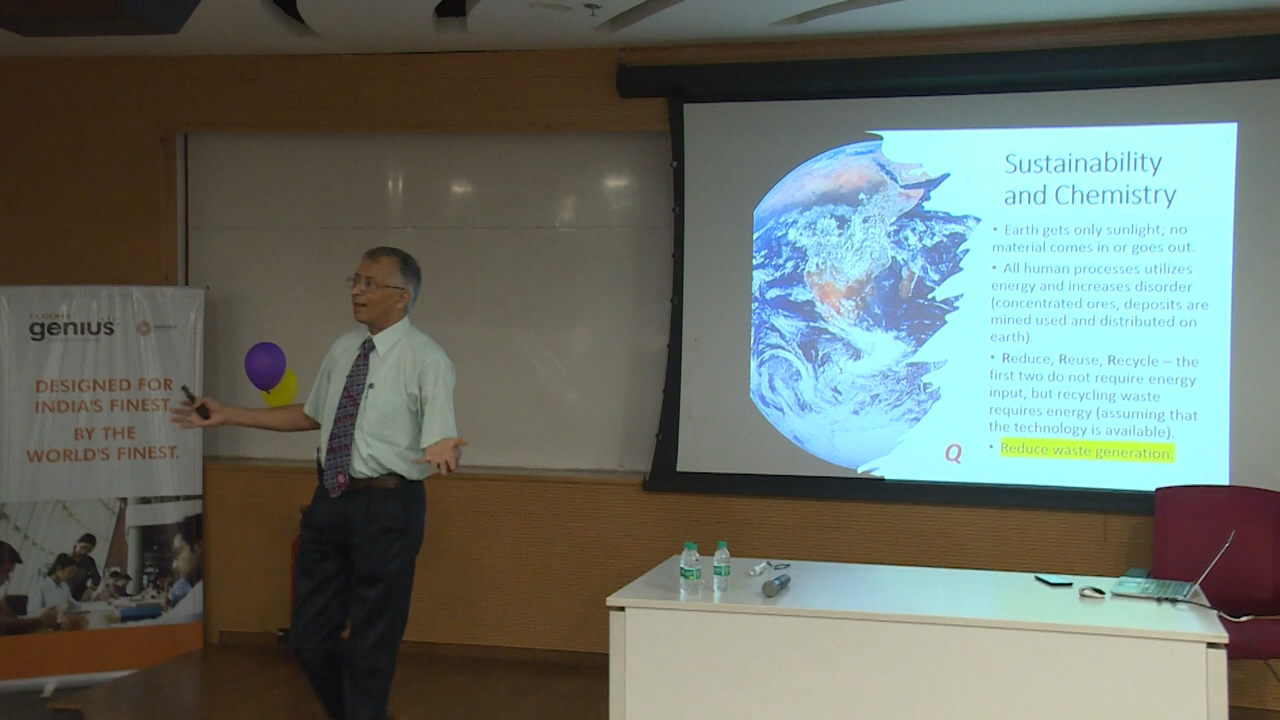 LODHA
genius
DESIGNED FOR
INDIA'S FINEST.
BY THE
WORLD'S FINEST.
Sustainability
and Chemistry
• Earth gets only sunlight; no
material comes in or goes out.
• All human processes utilizes
energy and increases disorder
(concentrated ores, deposits are
mined used and distributed on
earth).
• Reduce, Reuse, Recycle – the
first two do not require energy
input, but recycling waste
requires energy (assuming that
the technology is available).
• Reduce waste generation.
Q